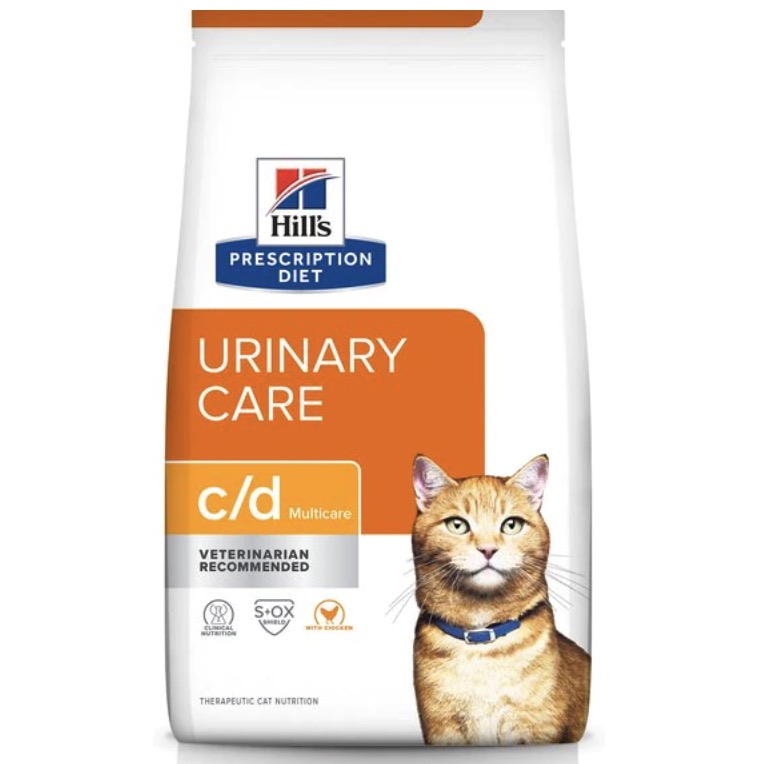 Hill's
PRESCRIPTION
DIET
URINARY
CARE
c/d Multicare
VETERINARIAN
RECOMMENDED
CLINICAL
NUTRITION
S+OX
SHIELD
WITH CHICKEN
THERAPEUTIC CAT NUTRITION